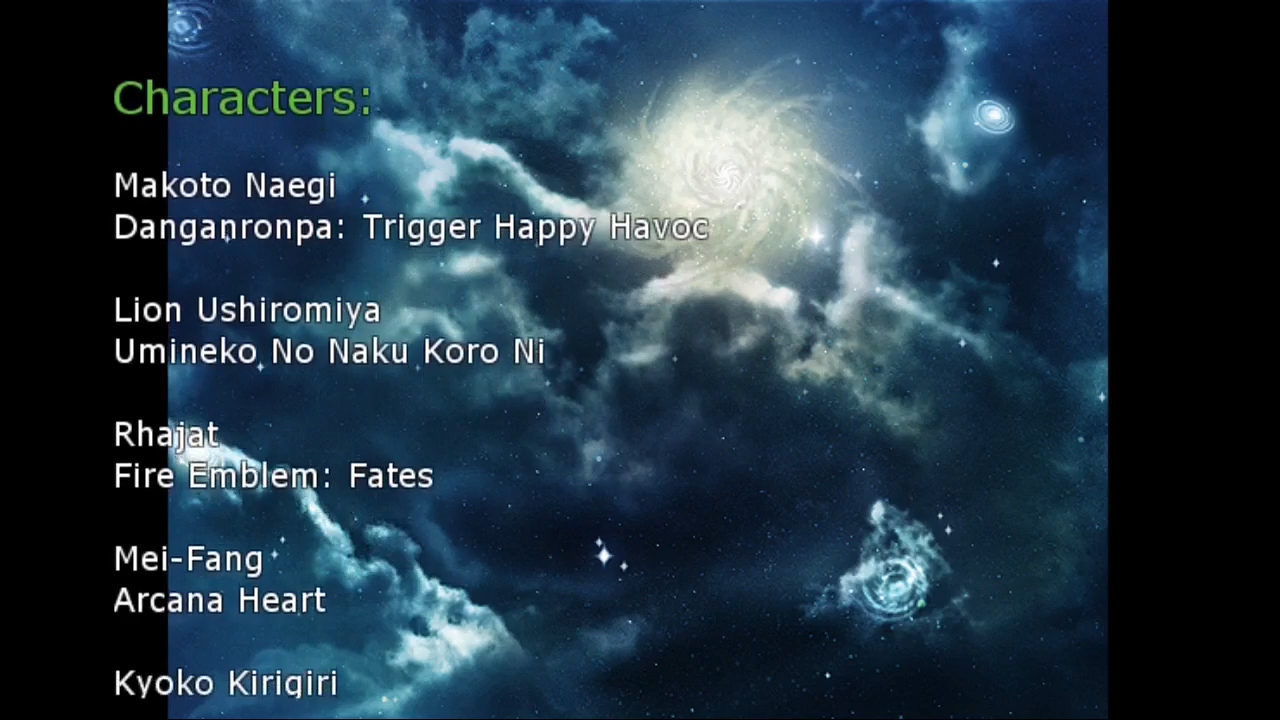 Characters:
Makoto Naegi
Danganronpa: Trigger Happy Havoc
Lion Ushiromiya
Umineko No Naku Koro Ni
Rhajat
Fire Emblem: Fates
Mei-Fang
Arcana Heart
Kyoko Kirigiri